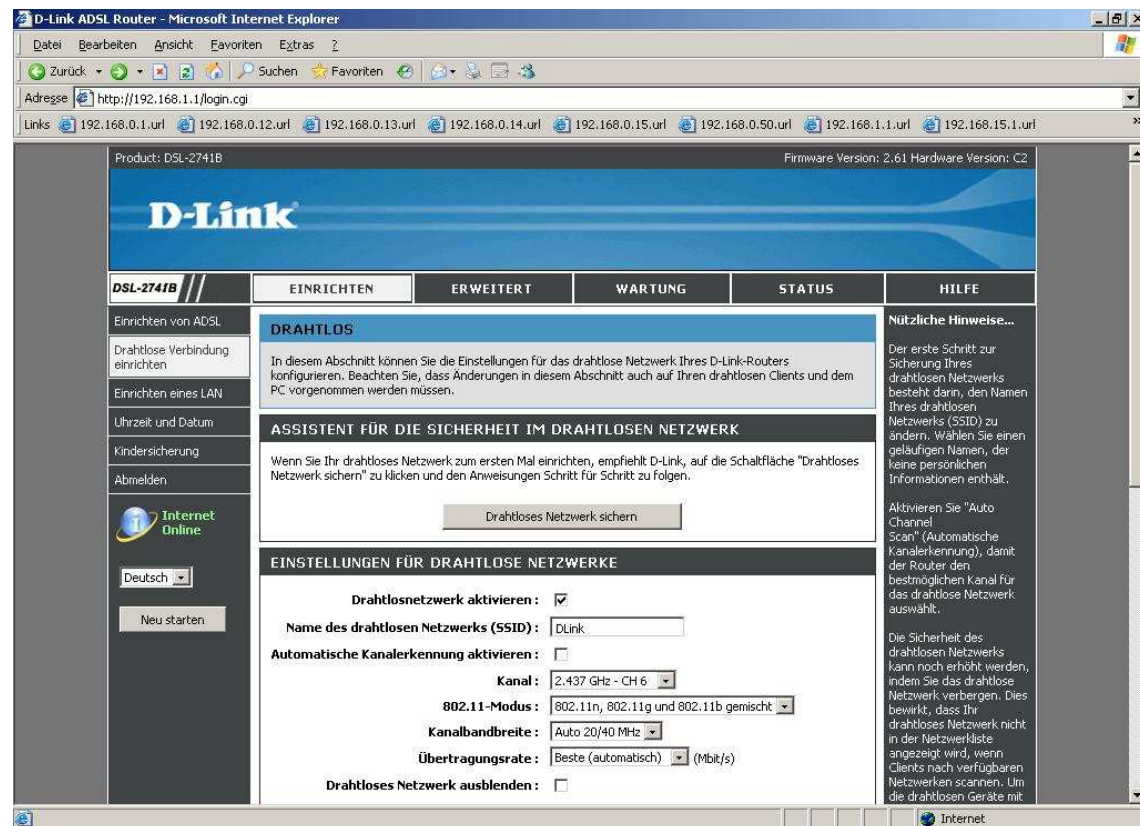 D-Link ADSL Router - Microsoft Internet Explorer
Datei Bearbeiten Ansicht Favoriten Extras ?
Zurück Suchen Favoriten
Adresse http://192.168.1.1/login.cgi
Links 192.168.0.1.url 192.168.0.12.url 192.168.0.13.url 192.168.0.14.url 192.168.0.15.url 192.168.0.50.url 192.168.1.1.url 192.168.15.1.url »
Product: DSL-2741B Firmware Version: 2.61 Hardware Version: C2
D-Link
DSL-2741B EINRICHTEN ERWEITERT WARTUNG STATUS HILFE
Einrichten von ADSL
Drahtlose Verbindung
einrichten
Einrichten eines LAN
Uhrzeit und Datum
Kindersicherung
Abmelden
Internet
Online
Deutsch
Neu starten
DRAHTLOS
In diesem Abschnitt können Sie die Einstellungen für das drahtlose Netzwerk Ihres D-Link-Routers
konfigurieren. Beachten Sie, dass Änderungen in diesem Abschnitt auch auf Ihren drahtlosen Clients und dem
PC vorgenommen werden müssen.
ASSISTENT FÜR DIE SICHERHEIT IM DRAHTLOSEN NETZWERK
Wenn Sie Ihr drahtloses Netzwerk zum ersten Mal einrichten, empfiehlt D-Link, auf die Schaltfläche "Drahtloses
Netzwerk sichern" zu klicken und den Anweisungen Schritt für Schritt zu folgen.
Drahtloses Netzwerk sichern
EINSTELLUNGEN FÜR DRAHTLOSE NETZWERKE
Drahtlosnetzwerk aktivieren :
Name des drahtlosen Netzwerks (SSID) : DLink
Automatische Kanalerkennung aktivieren :
Kanal : 2.437 GHz - CH 6
802.11-Modus : 802.11n, 802.11g und 802.11b gemischt
Kanalbandbreite : Auto 20/40 MHz
Übertragungsrate : Beste (automatisch) (Mbit/s)
Drahtloses Netzwerk ausblenden :
Nützliche Hinweise...
Der erste Schritt zur
Sicherung Ihres
drahtlosen Netzwerks
besteht darin, den Namen
Ihres drahtlosen
Netzwerks (SSID) zu
ändern. Wählen Sie einen
geläufigen Namen, der
keine persönlichen
Informationen enthält.
Aktivieren Sie "Auto
Channel
Scan" (Automatische
Kanalerkennung), damit
der Router den
bestmöglichen Kanal für
das drahtlose Netzwerk
auswählt.
Die Sicherheit des
drahtlosen Netzwerks
kann noch erhöht werden,
indem Sie das drahtlose
Netzwerk verbergen. Dies
bewirkt, dass Ihr
drahtloses Netzwerk nicht
in der Netzwerkliste
angezeigt wird, wenn
Clients nach verfügbaren
Netzwerken scannen. Um
die drahtlosen Geräte mit
Internet